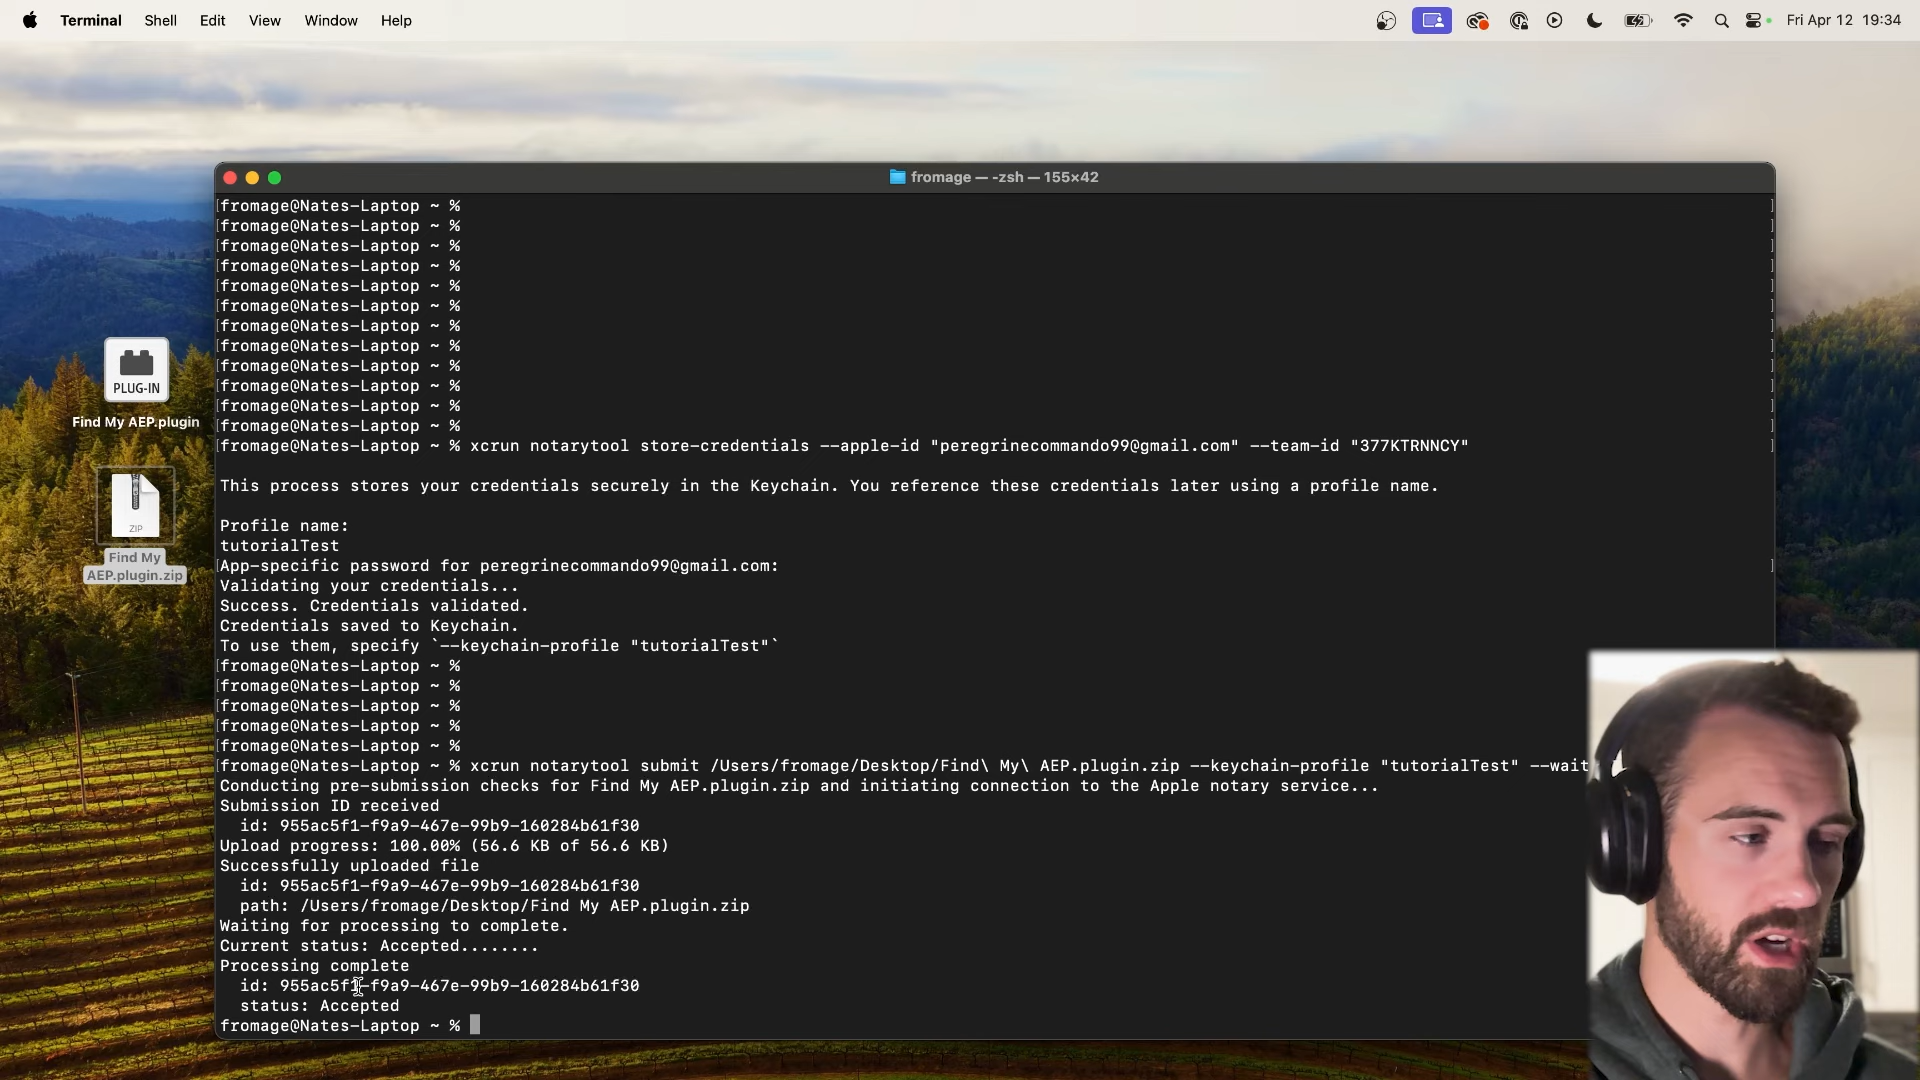 Terminal Shell Edit View Window Help Fri Apr 12 19:34
fromage — -zsh — 155×42
fromage@Nates-Laptop ~ %
fromage@Nates-Laptop ~ %
fromage@Nates-Laptop ~ %
fromage@Nates-Laptop ~ %
fromage@Nates-Laptop ~ %
fromage@Nates-Laptop ~ %
fromage@Nates-Laptop ~ %
fromage@Nates-Laptop ~ %
fromage@Nates-Laptop ~ %
fromage@Nates-Laptop ~ %
fromage@Nates-Laptop ~ %
fromage@Nates-Laptop ~ %
fromage@Nates-Laptop ~ % xcrun notarytool store-credentials --apple-id "peregrinecommando99@gmail.com" --team-id "377KTRNNCY"
This process stores your credentials securely in the Keychain. You reference these credentials later using a profile name.
Profile name:
tutorialTest
App-specific password for peregrinecommando99@gmail.com:
Validating your credentials...
Success. Credentials validated.
Credentials saved to Keychain.
To use them, specify `--keychain-profile "tutorialTest"`
fromage@Nates-Laptop ~ %
fromage@Nates-Laptop ~ %
fromage@Nates-Laptop ~ %
fromage@Nates-Laptop ~ %
fromage@Nates-Laptop ~ %
fromage@Nates-Laptop ~ % xcrun notarytool submit /Users/fromage/Desktop/Find\ My\ AEP.plugin.zip --keychain-profile "tutorialTest" --wait
Conducting pre-submission checks for Find My AEP.plugin.zip and initiating connection to the Apple notary service...
Submission ID received
id: 955ac5f1-f9a9-467e-99b9-160284b61f30
Upload progress: 100.00% (56.6 KB of 56.6 KB)
Successfully uploaded file
id: 955ac5f1-f9a9-467e-99b9-160284b61f30
path: /Users/fromage/Desktop/Find My AEP.plugin.zip
Waiting for processing to complete.
Current status: Accepted........
Processing complete
id: 955ac5f1-f9a9-467e-99b9-160284b61f30
status: Accepted
fromage@Nates-Laptop ~ %
PLUG-IN
Find My AEP.plugin
ZIP
Find My
AEP.plugin.zip